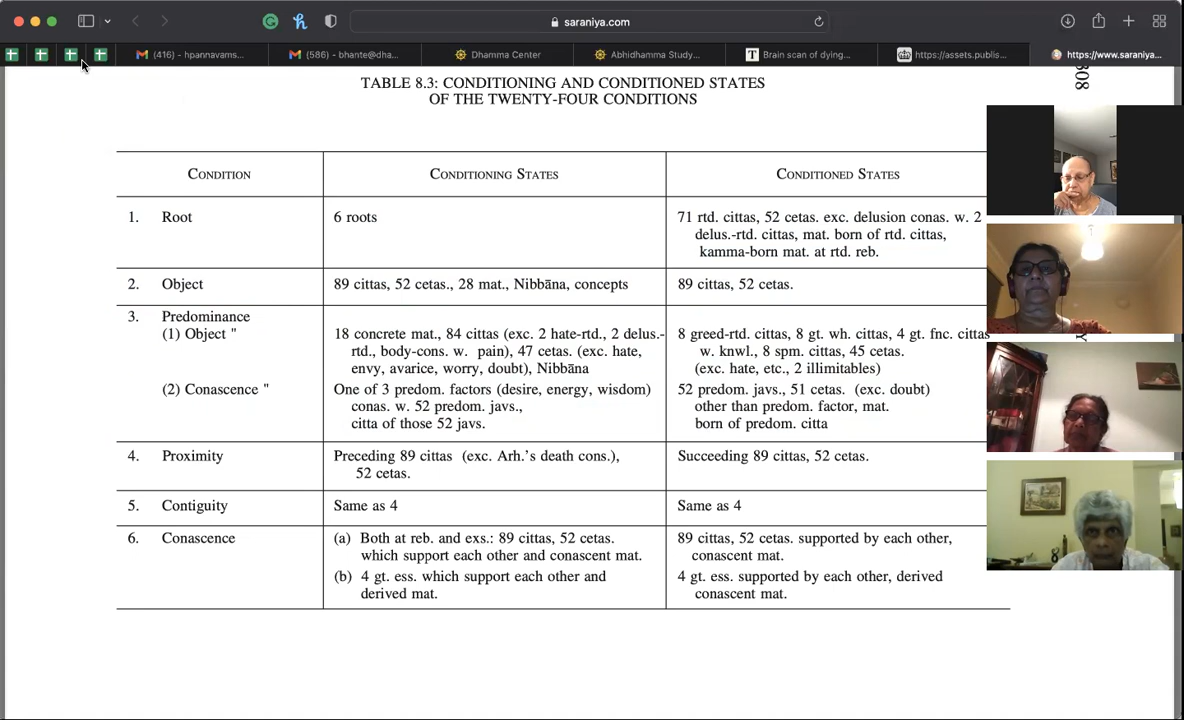 saraniya.com
(416) - hpannavams...
(586) - bhante@dha...
Dhamma Center
Abhidhamma Study...
Brain scan of dying...
https://assets.publis...
https://www.saraniya...
308
TABLE 8.3: CONDITIONING AND CONDITIONED STATES
OF THE TWENTY-FOUR CONDITIONS
CONDITION
CONDITIONING STATES
CONDITIONED STATES
1. Root
6 roots
71 rtd. cittas, 52 cetas. exc. delusion conas. w. 2
delus.-rtd. cittas, mat. born of rtd. cittas,
kamma-born mat. at rtd. reb.
2. Object
89 cittas, 52 cetas., 28 mat., Nibbāna, concepts
89 cittas, 52 cetas.
3. Predominance
(1) Object "
18 concrete mat., 84 cittas (exc. 2 hate-rtd., 2 delus.-
rtd., body-cons. w. pain), 47 cetas. (exc. hate,
envy, avarice, worry, doubt), Nibbāna
8 greed-rtd. cittas, 8 gt. wh. cittas, 4 gt. fnc. cittas
w. knwl., 8 spm. cittas, 45 cetas.
(exc. hate, etc., 2 illimitables)
(2) Conascence "
One of 3 predom. factors (desire, energy, wisdom)
conas. w. 52 predom. javs.,
citta of those 52 javs.
52 predom. javs., 51 cetas. (exc. doubt)
other than predom. factor, mat.
born of predom. citta
4. Proximity
Preceding 89 cittas (exc. Arh.'s death cons.),
52 cetas.
Succeeding 89 cittas, 52 cetas.
5. Contiguity
Same as 4
Same as 4
6. Conascence
(a) Both at reb. and exs.: 89 cittas, 52 cetas.
which support each other and conascent mat.
89 cittas, 52 cetas. supported by each other,
conascent mat.
(b) 4 gt. ess. which support each other and
derived mat.
4 gt. ess. supported by each other, derived
conascent mat.